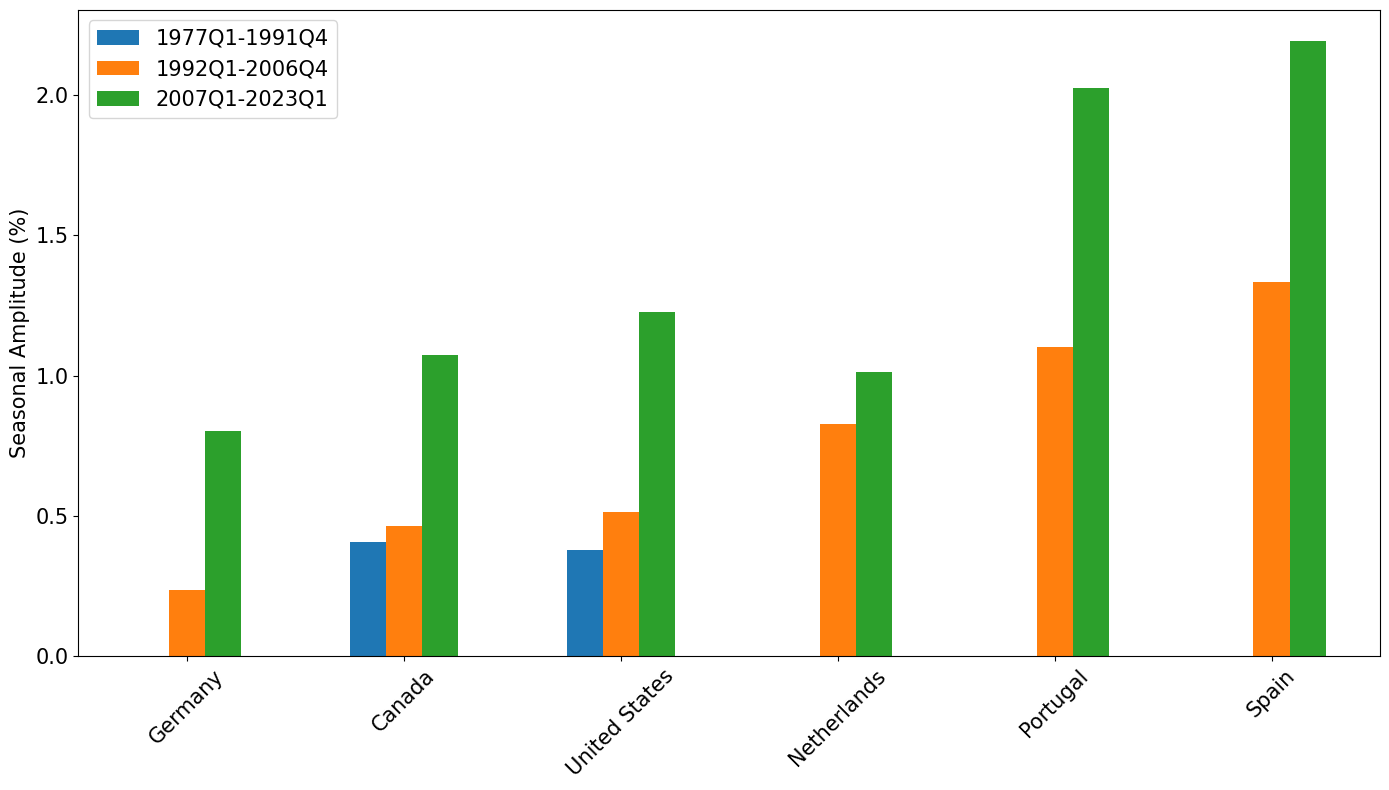 1977Q1-1991Q4
1992Q1-2006Q4
2007Q1-2023Q1
Seasonal Amplitude (%)
2.0
1.5
1.0
0.5
0.0
Germany
Canada
United States
Netherlands
Portugal
Spain